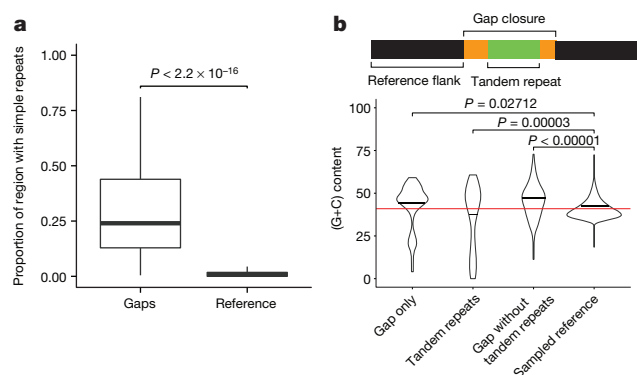 a
Proportion of region with simple repeats
1.00
0.75
0.50
0.25
0.00
P < 2.2 × 10⁻¹⁶
Gaps
Reference
b
Gap closure
Reference flank
Tandem repeat
(G+C) content
100
75
50
25
0
P = 0.02712
P = 0.00003
P < 0.00001
Gap only
Tandem repeats
Gap without
tandem repeats
Sampled reference